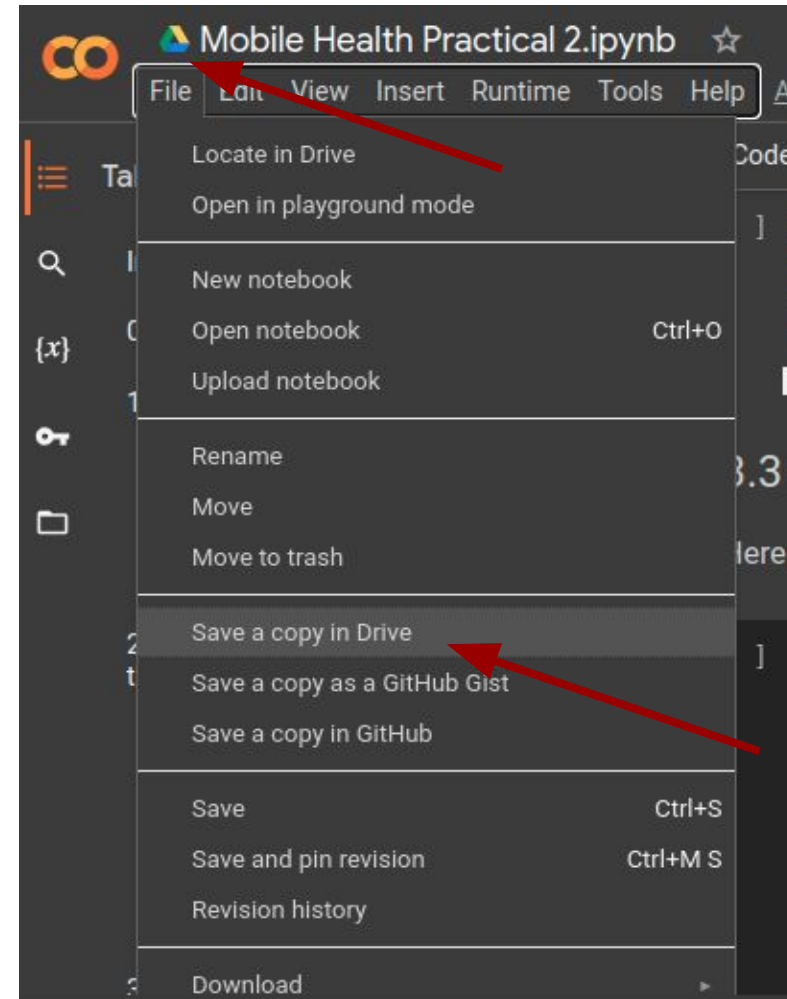 Mobile Health Practical 2.ipynb
File Edit View Insert Runtime Tools Help
Locate in Drive
Open in playground mode
New notebook
Open notebook Ctrl+O
Upload notebook
Rename
Move
Move to trash
Save a copy in Drive
Save a copy as a GitHub Gist
Save a copy in GitHub
Save Ctrl+S
Save and pin revision Ctrl+M S
Revision history
Download
{x}
]
]